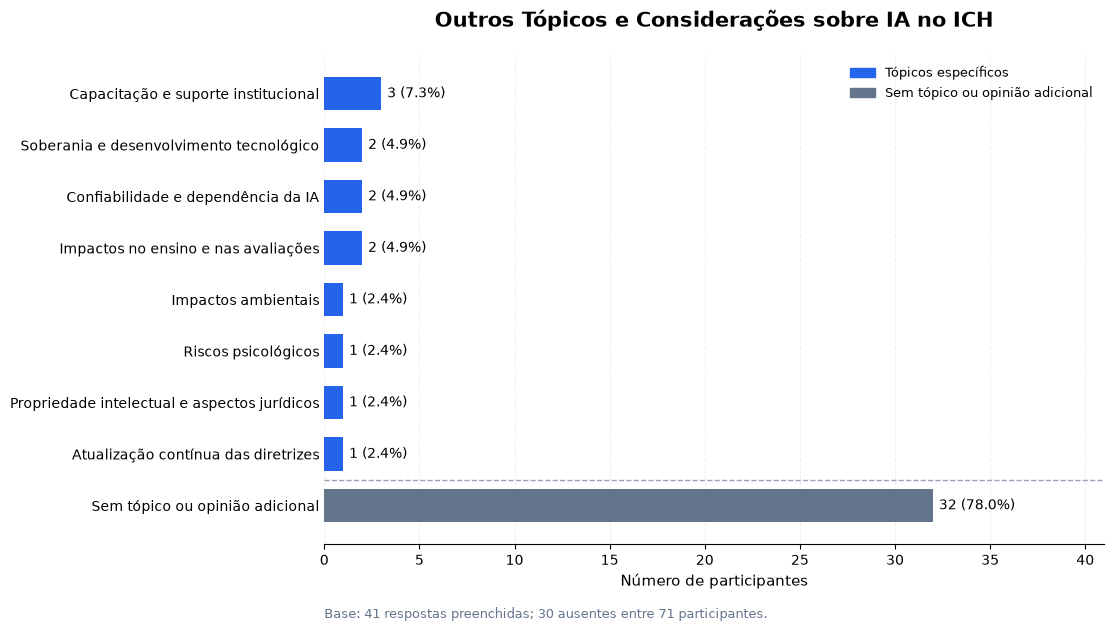 Outros Tópicos e Considerações sobre IA no ICH
Tópicos específicos
Sem tópico ou opinião adicional
Capacitação e suporte institucional 3 (7.3%)
Soberania e desenvolvimento tecnológico 2 (4.9%)
Confiabilidade e dependência da IA 2 (4.9%)
Impactos no ensino e nas avaliações 2 (4.9%)
Impactos ambientais 1 (2.4%)
Riscos psicológicos 1 (2.4%)
Propriedade intelectual e aspectos jurídicos 1 (2.4%)
Atualização contínua das diretrizes 1 (2.4%)
Sem tópico ou opinião adicional 32 (78.0%)
0 5 10 15 20 25 30 35 40
Número de participantes
Base: 41 respostas preenchidas; 30 ausentes entre 71 participantes.